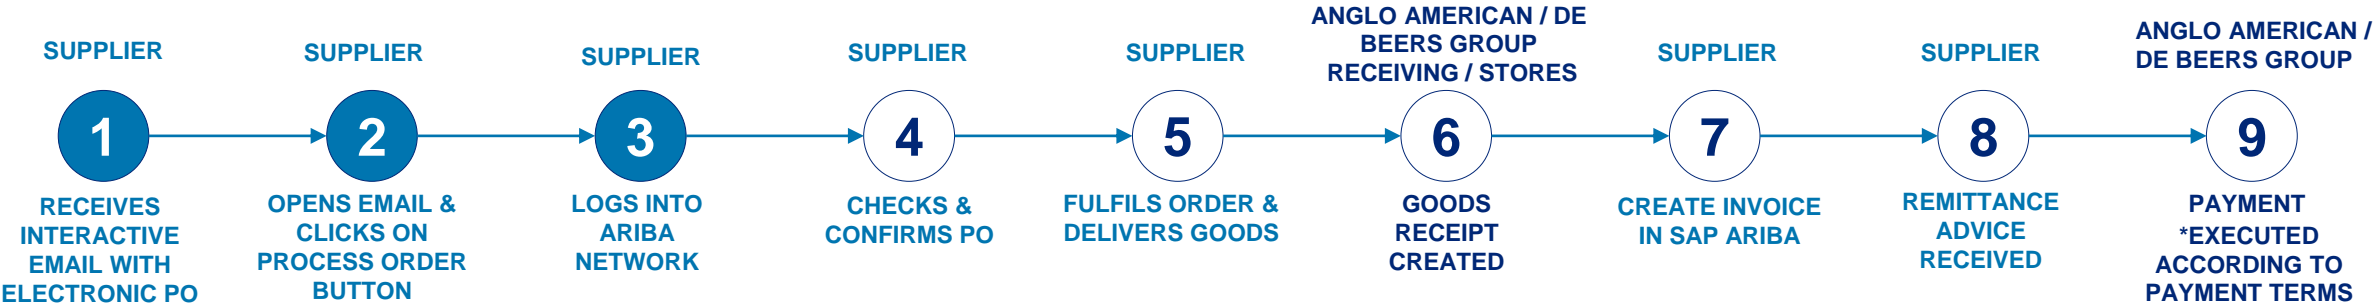 SUPPLIER
1
RECEIVES
INTERACTIVE
EMAIL WITH
ELECTRONIC PO
SUPPLIER
2
OPENS EMAIL &
CLICKS ON
PROCESS ORDER
BUTTON
SUPPLIER
3
LOGS INTO
ARIBA
NETWORK
SUPPLIER
4
CHECKS &
CONFIRMS PO
SUPPLIER
5
FULFILS ORDER &
DELIVERS GOODS
ANGLO AMERICAN / DE
BEERS GROUP
RECEIVING / STORES
6
GOODS
RECEIPT
CREATED
SUPPLIER
7
CREATE INVOICE
IN SAP ARIBA
SUPPLIER
8
REMITTANCE
ADVICE
RECEIVED
ANGLO AMERICAN /
DE BEERS GROUP
9
PAYMENT
*EXECUTED
ACCORDING TO
PAYMENT TERMS